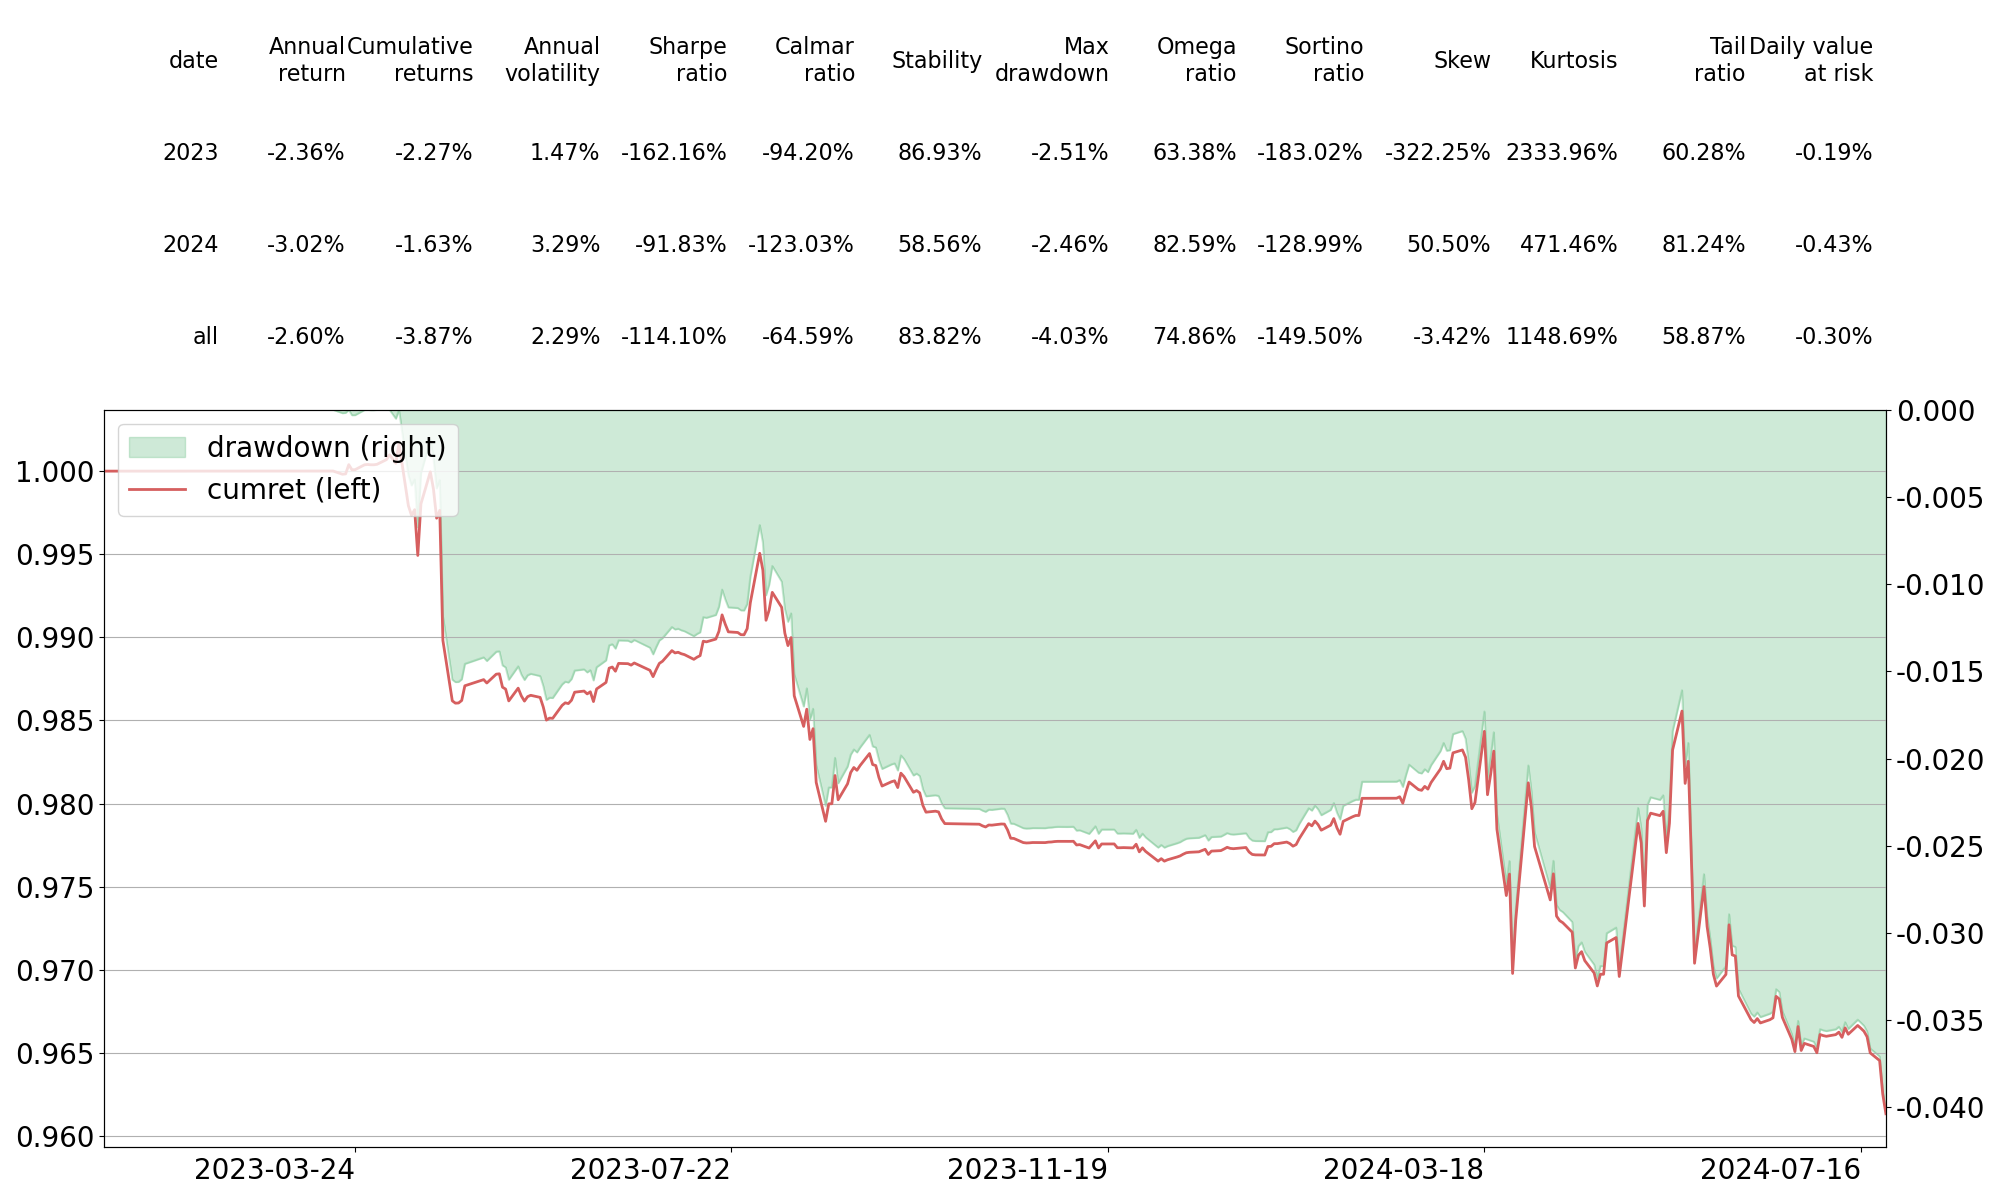 date Annual return Cumulative returns Annual volatility Sharpe ratio Calmar ratio Stability Max drawdown Omega ratio Sortino ratio Skew Kurtosis Tail ratio Daily value at risk
2023 -2.36% -2.27% 1.47% -162.16% -94.20% 86.93% -2.51% 63.38% -183.02% -322.25% 2333.96% 60.28% -0.19%
2024 -3.02% -1.63% 3.29% -91.83% -123.03% 58.56% -2.46% 82.59% -128.99% 50.50% 471.46% 81.24% -0.43%
all -2.60% -3.87% 2.29% -114.10% -64.59% 83.82% -4.03% 74.86% -149.50% -3.42% 1148.69% 58.87% -0.30%
drawdown (right)
cumret (left)
1.000
0.995
0.990
0.985
0.980
0.975
0.970
0.965
0.960
0.000
-0.005
-0.010
-0.015
-0.020
-0.025
-0.030
-0.035
-0.040
2023-03-24 2023-07-22 2023-11-19 2024-03-18 2024-07-16